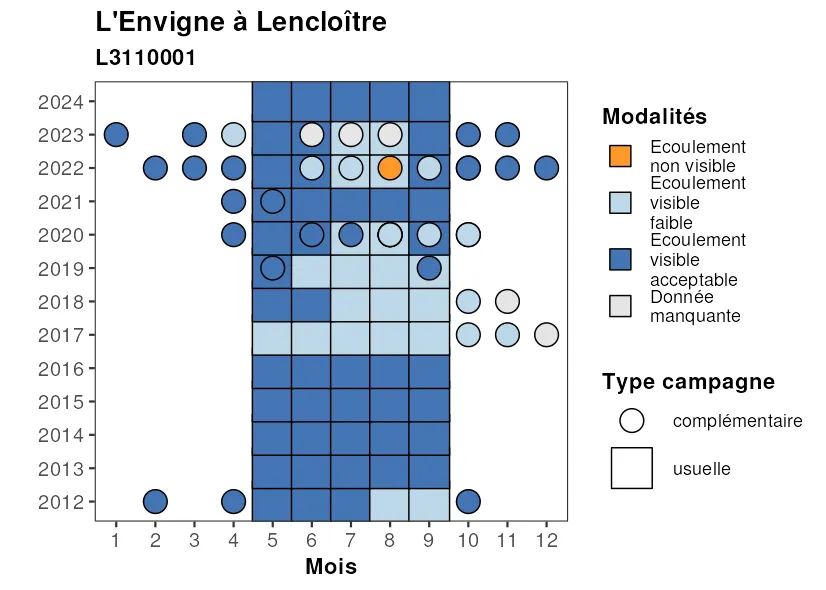 L'Envigne à Lencloître
L3110001
2024
2023
2022
2021
2020
2019
2018
2017
2016
2015
2014
2013
2012
1 2 3 4 5 6 7 8 9 10 11 12
Mois
Modalités
Ecoulement
non visible
Ecoulement
visible
faible
Ecoulement
visible
acceptable
Donnée
manquante
Type campagne
complémentaire
usuelle